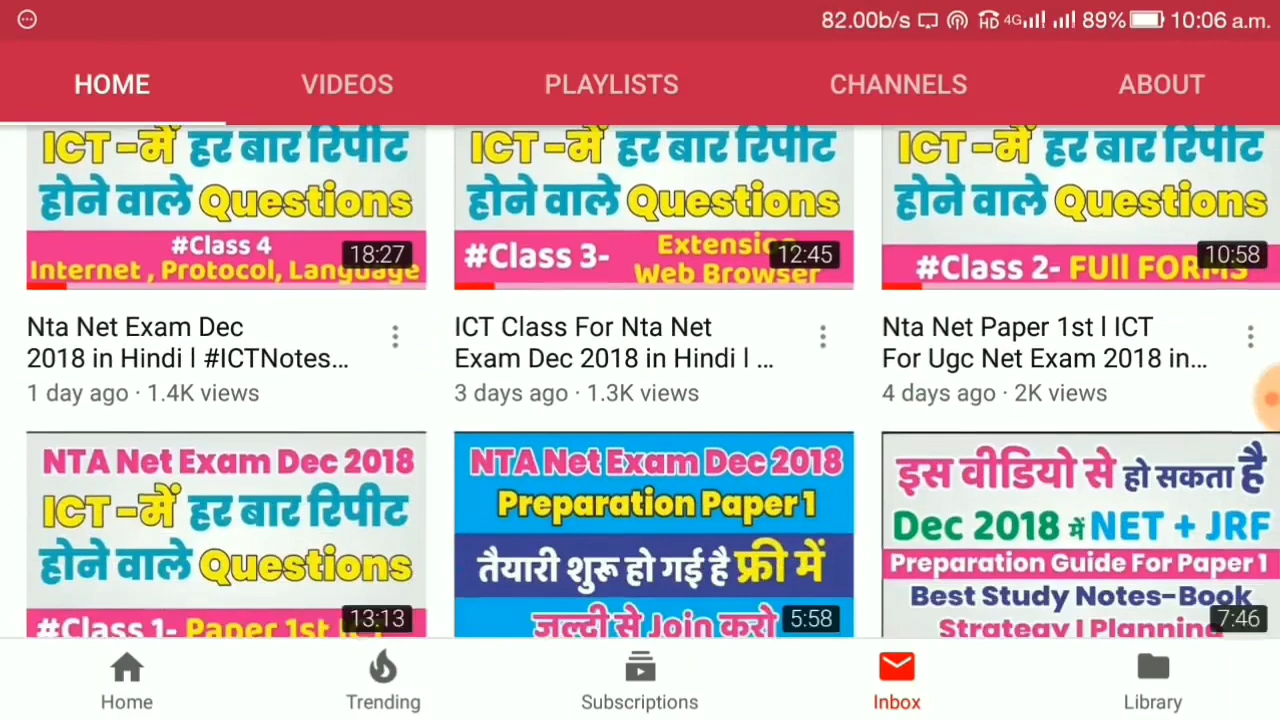 82.00b/s HD 4G 89% 10:06 a.m.
HOME VIDEOS PLAYLISTS CHANNELS ABOUT
ICT -में हर बार रिपीट
होने वाले Questions
#Class 4
Internet , Protocol, Language
18:27
ICT -में हर बार रिपीट
होने वाले Questions
#Class 3- Extension
Web Browser
12:45
ICT -में हर बार रिपीट
होने वाले Questions
#Class 2- FUll FORMS
10:58
Nta Net Exam Dec
2018 in Hindi l #ICTNotes...
1 day ago · 1.4K views
ICT Class For Nta Net
Exam Dec 2018 in Hindi l ...
3 days ago · 1.3K views
Nta Net Paper 1st l ICT
For Ugc Net Exam 2018 in...
4 days ago · 2K views
NTA Net Exam Dec 2018
ICT -में हर बार रिपीट
होने वाले Questions
#Class 1- Paper 1st
13:13
NTA Net Exam Dec 2018
Preparation Paper 1
तैयारी शुरू हो गई है फ्री में
जल्दी से Join करो
5:58
इस वीडियो से हो सकता है
Dec 2018 में NET + JRF
Preparation Guide For Paper 1
Best Study Notes-Book
Strategy I Planning
7:46
Home Trending Subscriptions Inbox Library